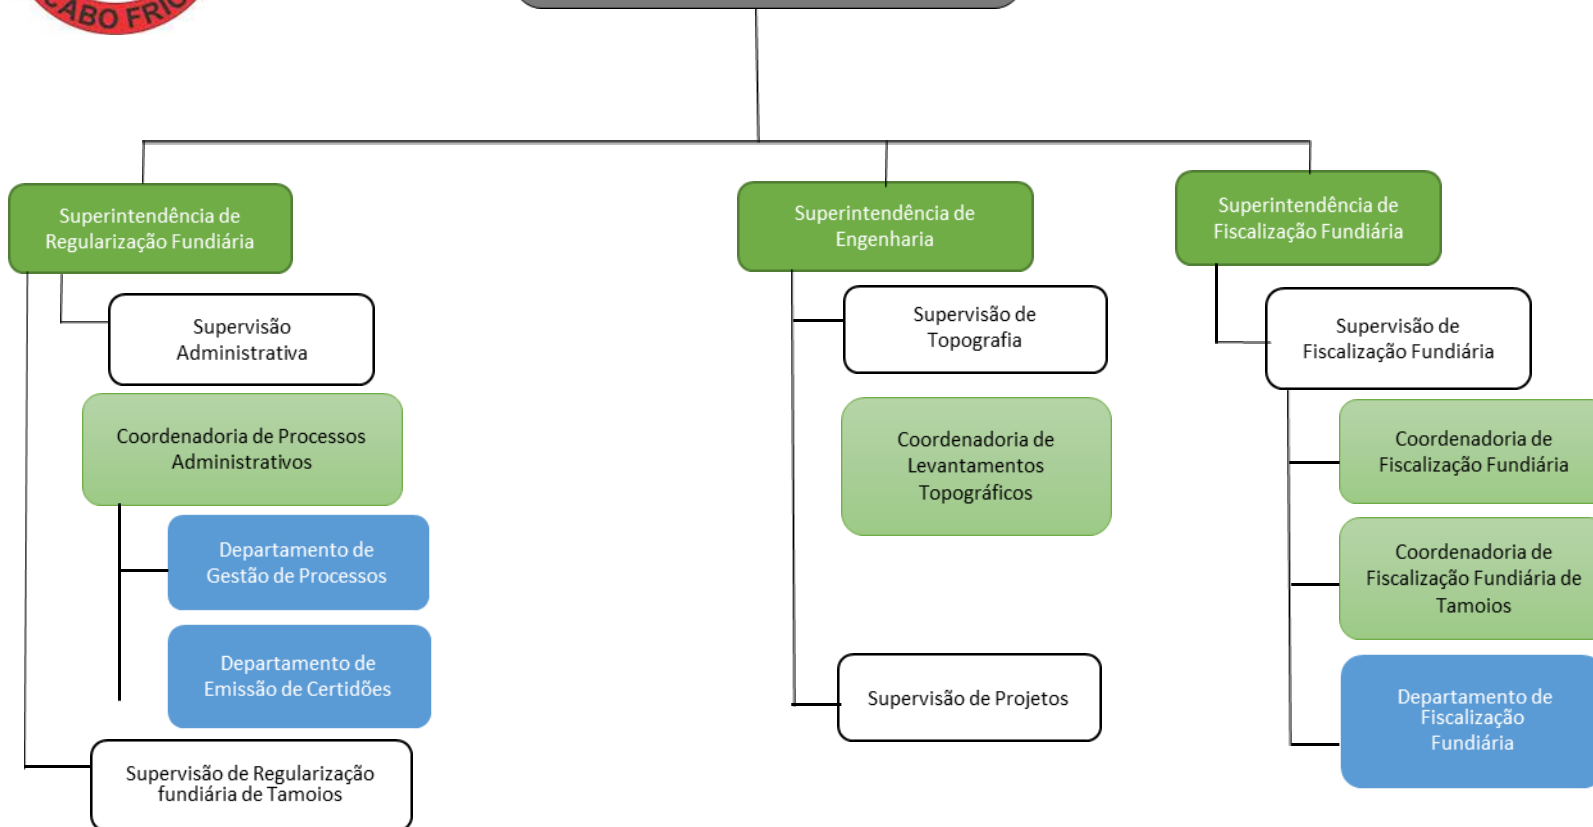 CABO FRIO
Superintendência de
Regularização Fundiária
Superintendência de
Engenharia
Superintendência de
Fiscalização Fundiária
Supervisão
Administrativa
Supervisão de
Topografia
Supervisão de
Fiscalização Fundiária
Coordenadoria de Processos
Administrativos
Coordenadoria de
Levantamentos
Topográficos
Coordenadoria de
Fiscalização Fundiária
Departamento de
Gestão de Processos
Coordenadoria de
Fiscalização Fundiária de
Tamoios
Departamento de
Emissão de Certidões
Supervisão de Projetos
Departamento de
Fiscalização
Fundiária
Supervisão de Regularização
fundiária de Tamoios